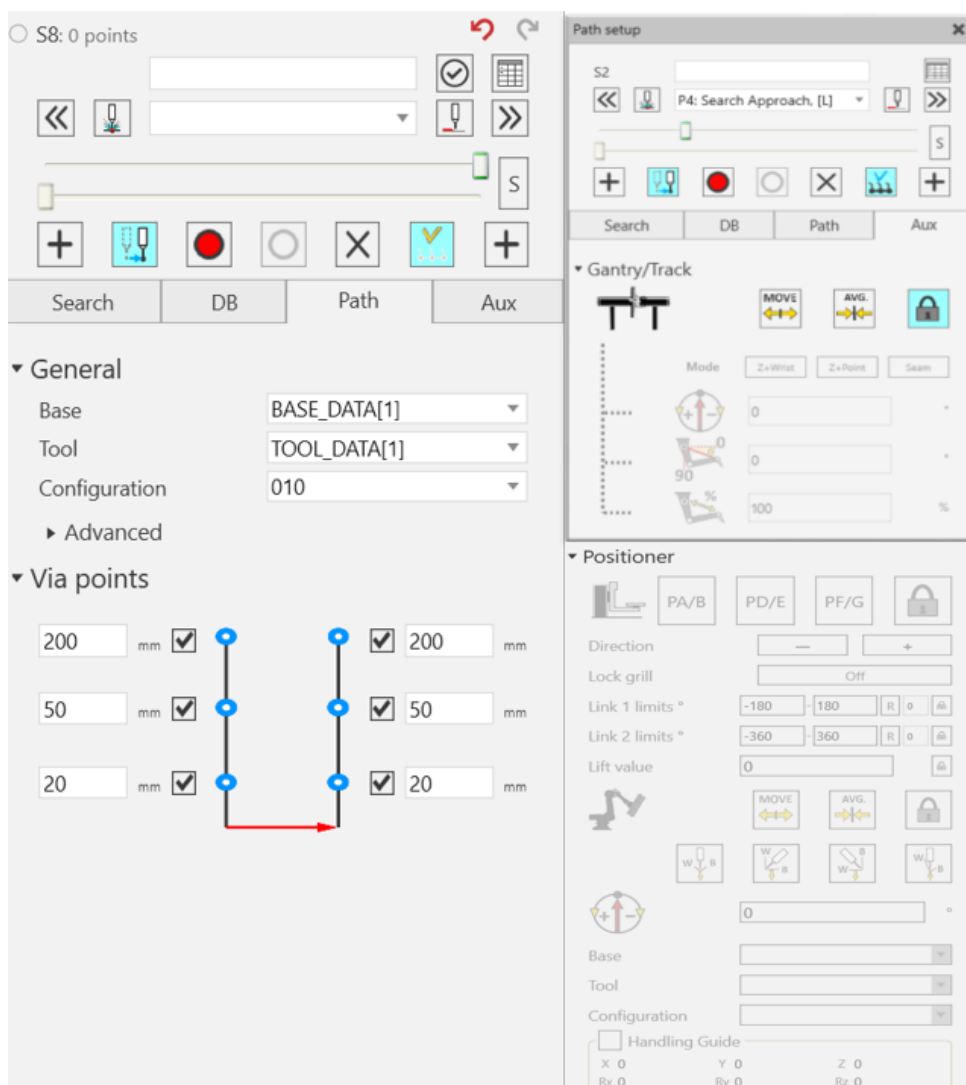 S8: 0 points
S
Search DB Path Aux
General
Base BASE_DATA[1]
Tool TOOL_DATA[1]
Configuration 010
Advanced
Via points
200 mm 200 mm
50 mm 50 mm
20 mm 20 mm
Path setup
S2
P4: Search Approach, [L]
S
Search DB Path Aux
Gantry/Track
MOVE AVG.
Mode Z+Wrist Z+Point Seam
0 °
0
90 0 °
% 100 %
Positioner
PA/B PD/E PF/G
Direction — +
Lock grill Off
Link 1 limits ° -180 - 180 R 0
Link 2 limits ° -360 - 360 R 0
Lift value 0
MOVE AVG.
W B W B W B W B
0 °
Base
Tool
Configuration
Handling Guide
X 0 Y 0 Z 0
Rx 0 Ry 0 Rz 0